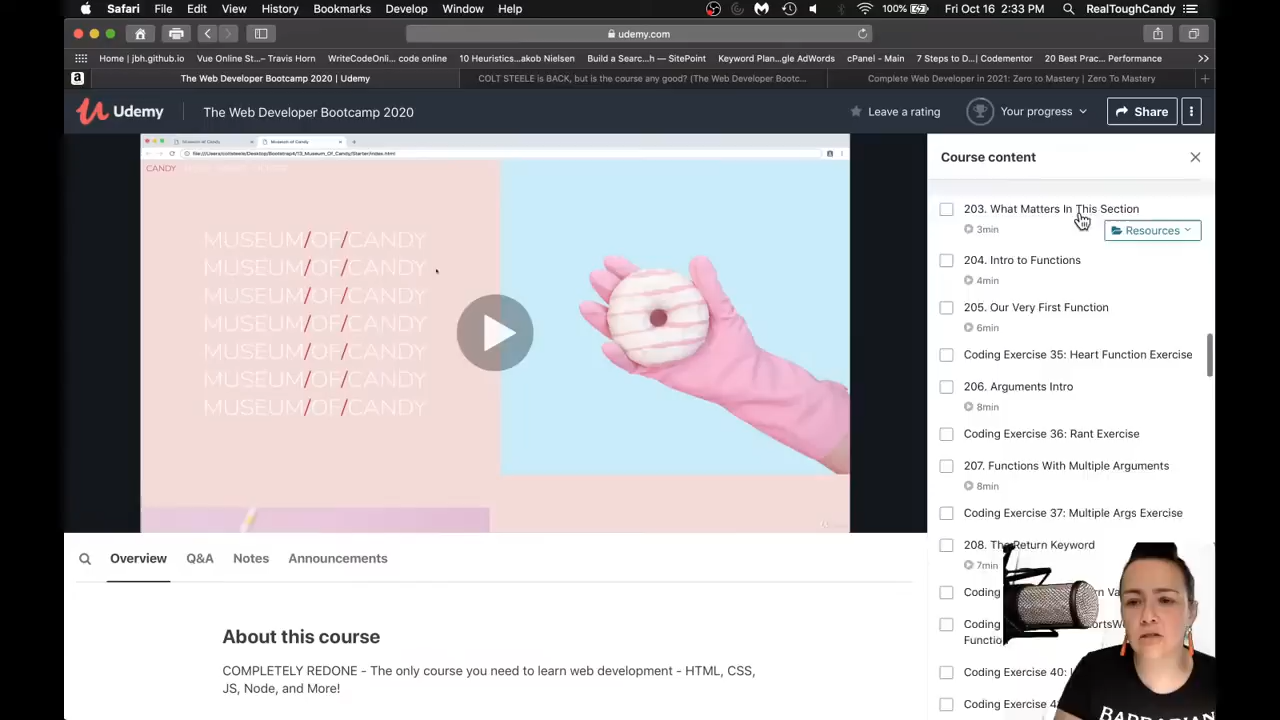 Safari File Edit View History Bookmarks Develop Window Help 100% Fri Oct 16 2:33 PM RealToughCandy
udemy.com
Home | jbh.github.io Vue Online St...– Travis Horn WriteCodeOnli... code online 10 Heuristics...akob Nielsen Build a Searc...h — SitePoint Keyword Plan...gle AdWords cPanel - Main 7 Steps to D...| Codementor 20 Best Prac... Performance
a The Web Developer Bootcamp 2020 | Udemy COLT STEELE is BACK, but is the course any good? (The Web Developer Bootc... Complete Web Developer in 2021: Zero to Mastery | Zero To Mastery
Udemy The Web Developer Bootcamp 2020 Leave a rating Your progress Share
Museum of Candy Museum of Candy
CANDY
MUSEUM/OF/CANDY
MUSEUM/OF/CANDY
MUSEUM/OF/CANDY
MUSEUM/OF/CANDY
MUSEUM/OF/CANDY
MUSEUM/OF/CANDY
MUSEUM/OF/CANDY
Course content
203. What Matters In This Section
3min
Resources
204. Intro to Functions
4min
205. Our Very First Function
6min
Coding Exercise 35: Heart Function Exercise
206. Arguments Intro
8min
Coding Exercise 36: Rant Exercise
207. Functions With Multiple Arguments
8min
Coding Exercise 37: Multiple Args Exercise
208. The Return Keyword
7min
Coding
Coding
Coding Exercise 40:
Coding Exercise
Overview Q&A Notes Announcements
About this course
COMPLETELY REDONE - The only course you need to learn web development - HTML, CSS,
JS, Node, and More!